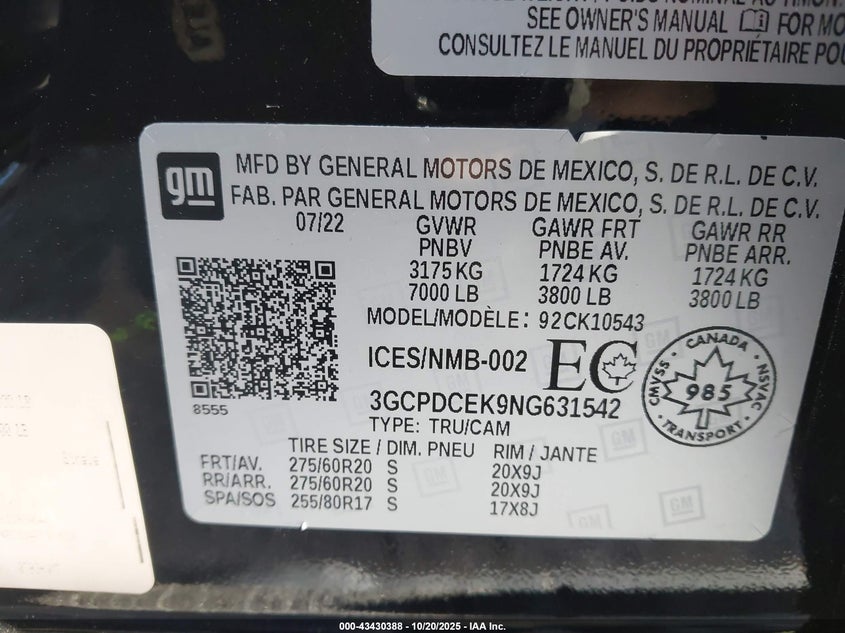 SEE OWNER'S MANUAL FOR MO
CONSULTEZ LE MANUEL DU PROPRIÉTAIRE POU
gm
MFD BY GENERAL MOTORS DE MEXICO, S. DE R.L. DE C.V.
FAB. PAR GENERAL MOTORS DE MEXICO, S. DE R.L. DE C.V.
07/22 GVWR GAWR FRT GAWR RR
PNBV PNBE AV. PNBE ARR.
3175 KG 1724 KG 1724 KG
7000 LB 3800 LB 3800 LB
MODEL/MODÈLE: 92CK10543
ICES/NMB-002 EC
CANADA
CMVSS • NSVAC
985
TRANSPORT
8555
3GCPDCEK9NG631542
TYPE: TRU/CAM
TIRE SIZE / DIM. PNEU RIM / JANTE
FRT/AV. 275/60R20 S 20X9J
RR/ARR. 275/60R20 S 20X9J
SPA/SOS 255/80R17 S 17X8J
GM
GM
GM
000-43430388 - 10/20/2025 - IAA Inc.